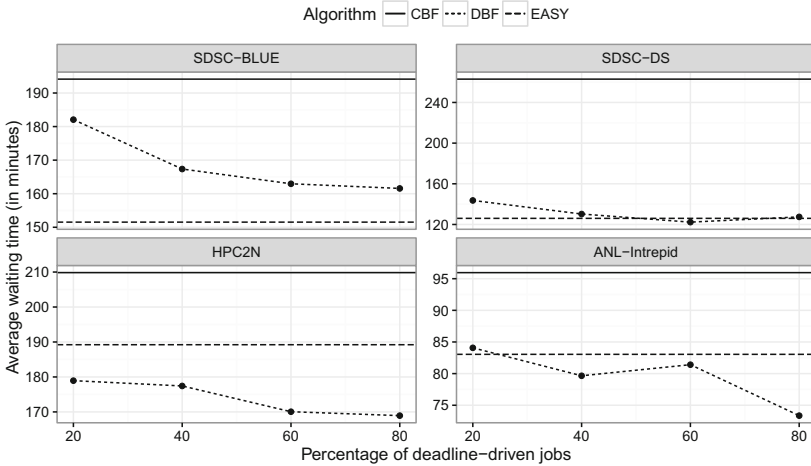 Algorithm CBF DBF EASY
SDSC−BLUE
SDSC−DS
190
180
170
160
150
240
200
160
120
HPC2N
ANL−Intrepid
210
200
190
180
170
95
90
85
80
75
20 40 60 80
20 40 60 80
Average waiting time (in minutes)
Percentage of deadline−driven jobs